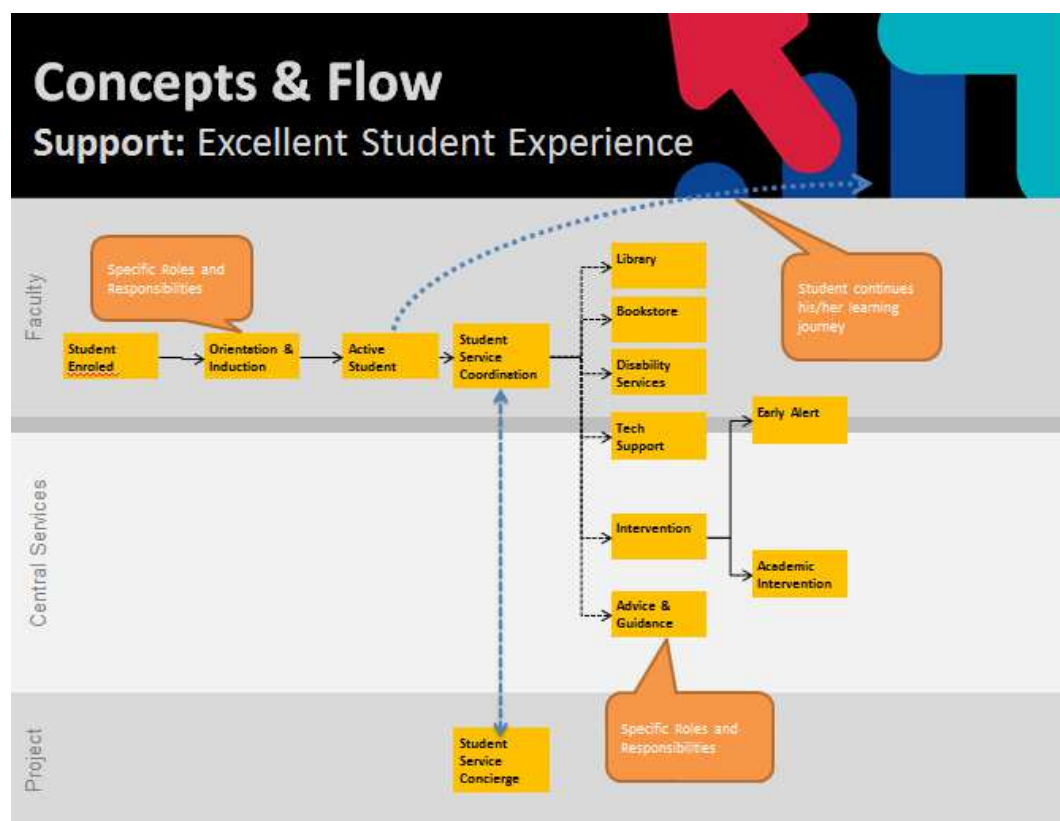 Concepts & Flow
Support: Excellent Student Experience
Faculty
Specific Roles and
Responsibilities
Student
Enroled
Orientation &
Induction
Active
Student
Student
Service
Coordination
Library
Bookstore
Disability
Services
Tech
Support
Student continues
his/her learning
journey
Early Alert
Central Services
Intervention
Academic
Intervention
Advice &
Guidance
Specific Roles and
Responsibilities
Project
Student
Service
Concierge